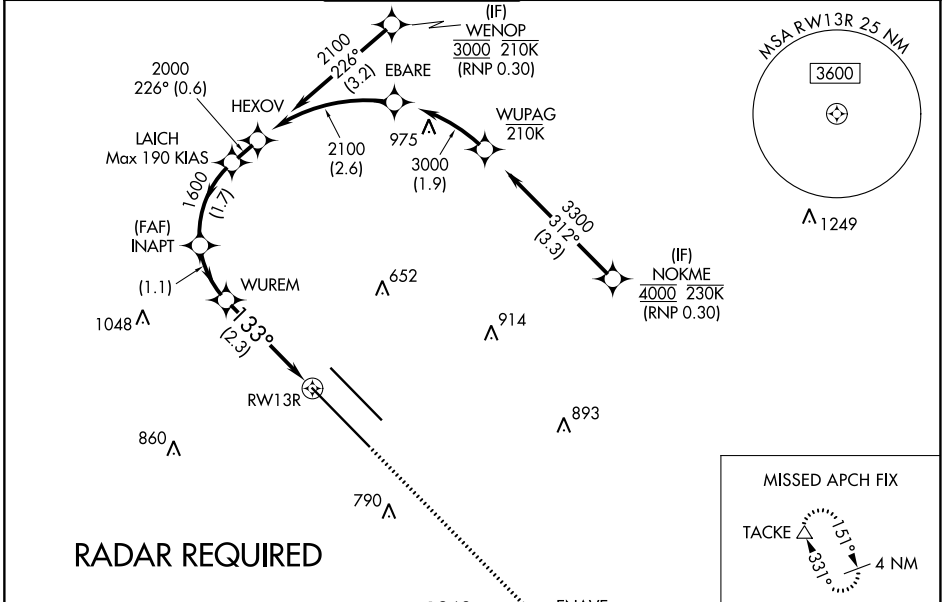 (IF)
WENOP
3000 210K
(RNP 0.30)
2100
226°
(3.2)
2000
226° (0.6)
HEXOV
EBARE
LAICH
Max 190 KIAS
2100
(2.6)
975
3000
(1.9)
WUPAG
210K
1600
(1.7)
(FAF)
INAPT
(1.1)
WUREM
3300
312°
(3.3)
(IF)
NOKME
4000 230K
(RNP 0.30)
MSA RW13R 25 NM
3600
1249
652
914
1048
133°
(2.3)
RW13R
893
860
790
RADAR REQUIRED
MISSED APCH FIX
TACKE
151°
331°
4 NM